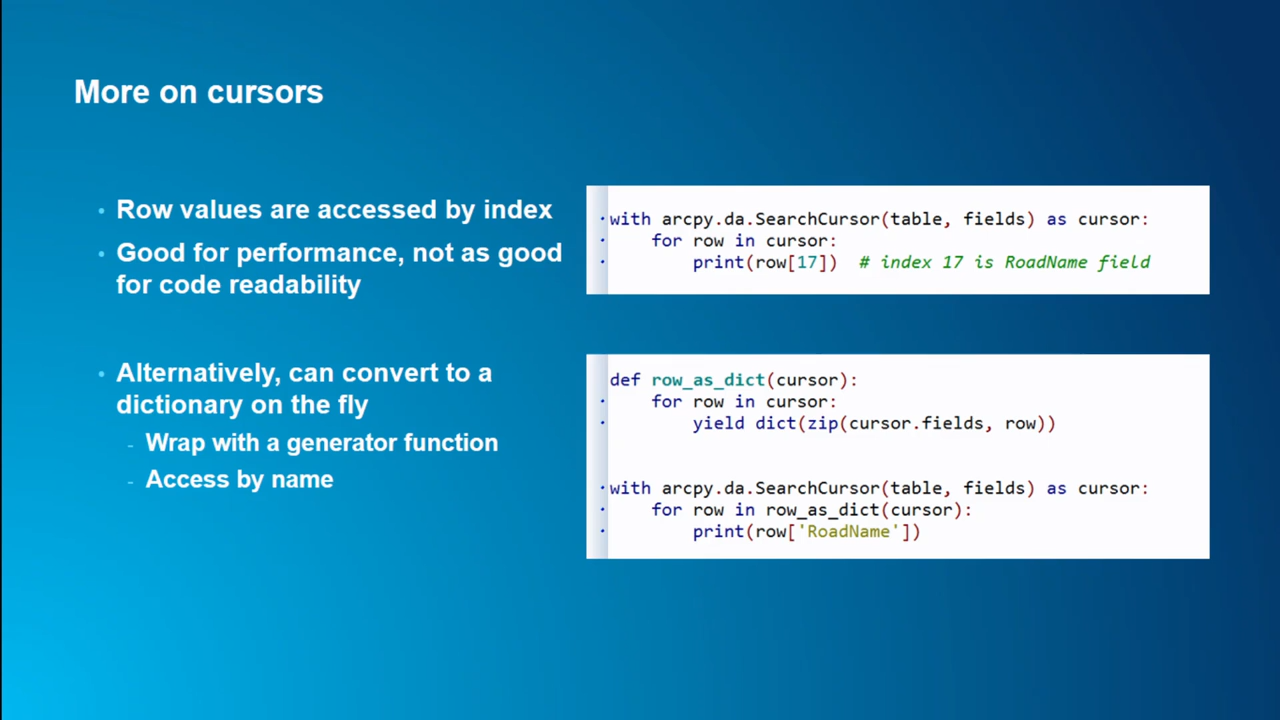 More on cursors
• Row values are accessed by index
• Good for performance, not as good
for code readability
• Alternatively, can convert to a
dictionary on the fly
- Wrap with a generator function
- Access by name
with arcpy.da.SearchCursor(table, fields) as cursor:
    for row in cursor:
        print(row[17])  # index 17 is RoadName field
def row_as_dict(cursor):
    for row in cursor:
        yield dict(zip(cursor.fields, row))
with arcpy.da.SearchCursor(table, fields) as cursor:
    for row in row_as_dict(cursor):
        print(row['RoadName'])